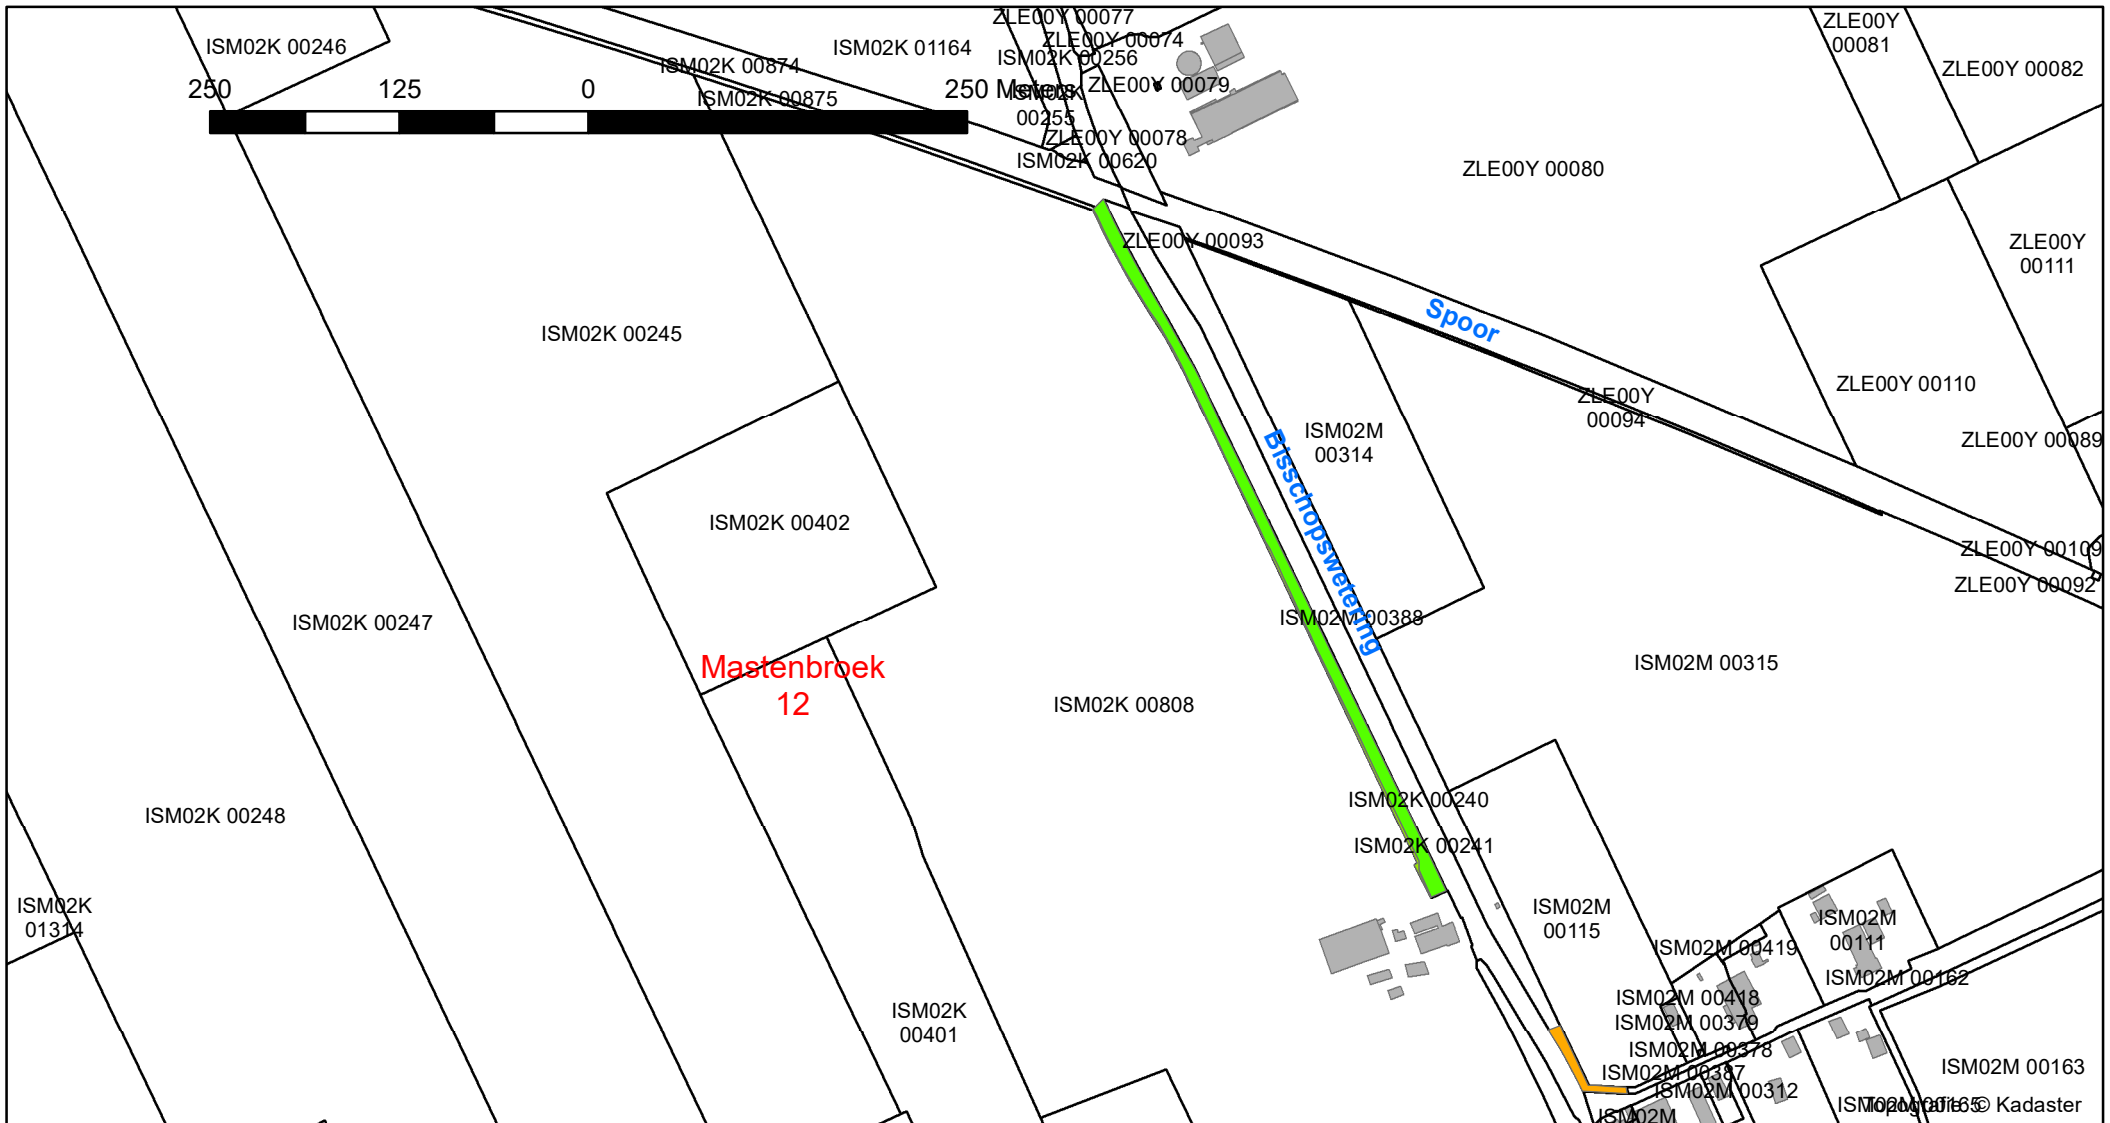 ZLE00Y 00077
ZLE00Y
00081
ISM02K 00246
ISM02K 01164
ZLE00Y 00074
ISM02K 00256
ISM02K 00874
ZLE00Y 00082
250
125
0
250 Meters
ISM02K
00255
ZLE00Y 00079
ISM02K 00875
ZLE00Y 00078
ISM02K 00620
ZLE00Y 00080
ZLE00Y 00093
ZLE00Y
00111
Spoor
ISM02K 00245
ZLE00Y 00110
ZLE00Y
00094
ISM02M
00314
ZLE00Y 00089
Bisschopswetering
ISM02K 00402
ZLE00Y 00109
ZLE00Y 00092
ISM02M 00388
ISM02K 00247
ISM02M 00315
Mastenbroek
12
ISM02K 00808
ISM02K 00240
ISM02K 00248
ISM02K 00241
ISM02K
01314
ISM02M
00115
ISM02M
00111
ISM02M 00419
ISM02M 00162
ISM02M 00418
ISM02K
00401
ISM02M 00379
ISM02M 00378
ISM02M 00163
ISM02M 00387
ISM02M 00312
ISM02M 00165
Topografie: © Kadaster
ISM02M